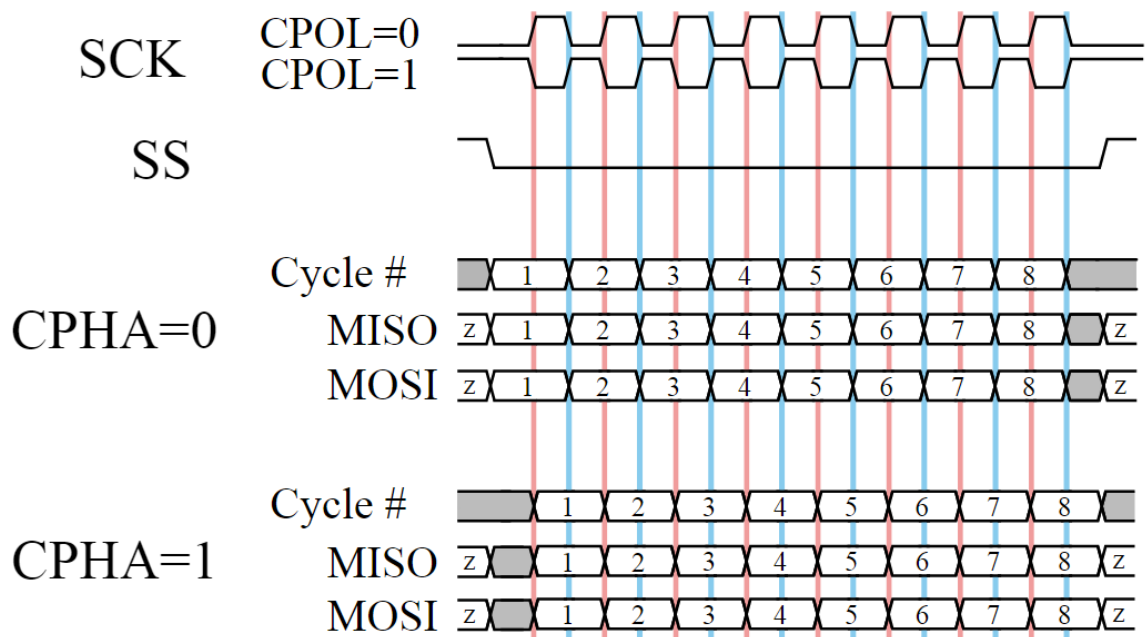 SCK CPOL=0
CPOL=1
SS
Cycle # 1 2 3 4 5 6 7 8
CPHA=0 MISO z 1 2 3 4 5 6 7 8 z
MOSI z 1 2 3 4 5 6 7 8 z
Cycle # 1 2 3 4 5 6 7 8
CPHA=1 MISO z 1 2 3 4 5 6 7 8 z
MOSI z 1 2 3 4 5 6 7 8 z